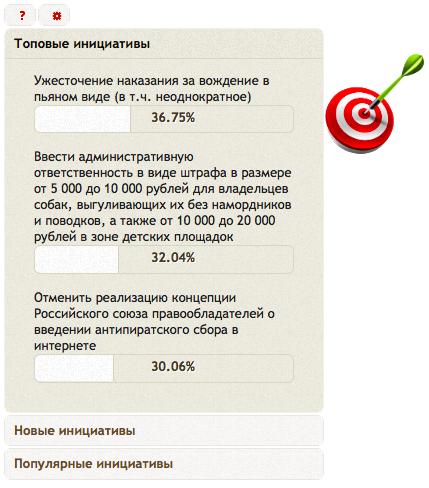 ?
Топовые инициативы
Ужесточение наказания за вождение в
пьяном виде (в т.ч. неоднократное)
36.75%
Ввести административную
ответственность в виде штрафа в размере
от 5 000 до 10 000 рублей для владельцев
собак, выгуливающих их без намордников
и поводков, а также от 10 000 до 20 000
рублей в зоне детских площадок
32.04%
Отменить реализацию концепции
Российского союза правообладателей о
введении антипиратского сбора в
интернете
30.06%
Новые инициативы
Популярные инициативы